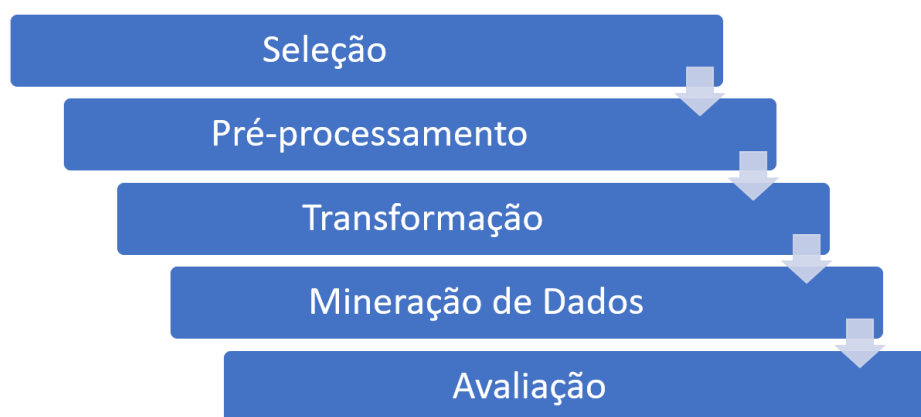 Seleção
Pré-processamento
Transformação
Mineração de Dados
Avaliação